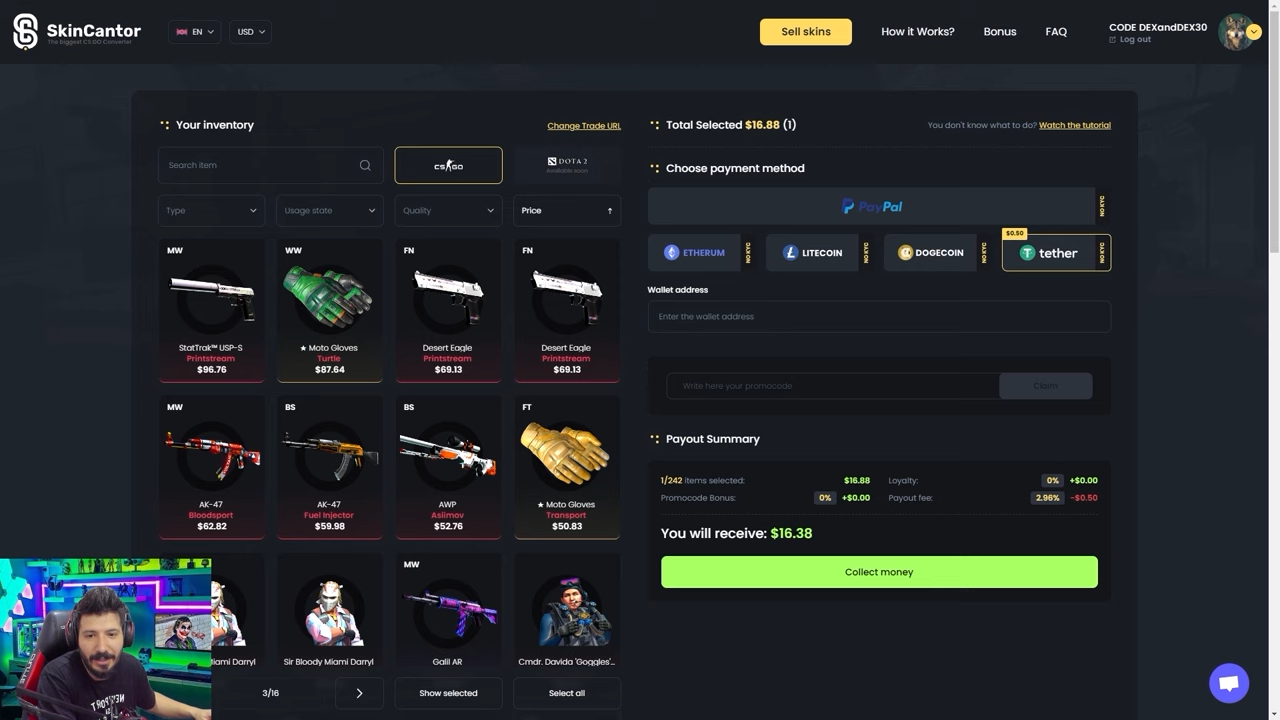 SkinCantor
The biggest CS:GO Converter
EN
USD
Sell skins
How it Works?
Bonus
FAQ
CODE DEXandDEX30
Log out
Your inventory
Change Trade URL
Search item
CS GO
DOTA 2
Available soon
Type
Usage state
Quality
Price
MW
StatTrak™ USP-S
Printstream
$96.76
WW
★ Moto Gloves
Turtle
$87.64
FN
Desert Eagle
Printstream
$69.13
FN
Desert Eagle
Printstream
$69.13
MW
AK-47
Bloodsport
$62.82
BS
AK-47
Fuel Injector
$59.98
BS
AWP
Asiimov
$52.76
FT
★ Moto Gloves
Transport
$50.83
Miami Darryl
Sir Bloody Miami Darryl
MW
Galil AR
Cmdr. Davida 'Goggles'...
3/16
Show selected
Select all
Total Selected $16.88 (1)
You don't know what to do? Watch the tutorial
Choose payment method
PayPal
NO KYC
ETHERUM
NO KYC
LITECOIN
NO KYC
DOGECOIN
NO KYC
$0.50
tether
NO KYC
Wallet address
Enter the wallet address
Write here your promocode
Claim
Payout Summary
1/242 items selected: $16.88
Loyalty: 0% +$0.00
Promocode Bonus: 0% +$0.00
Payout fee: 2.96% -$0.50
You will receive: $16.38
Collect money